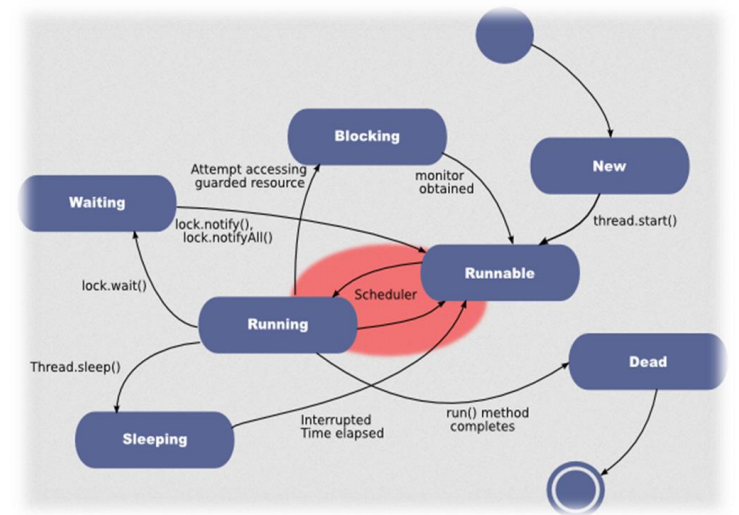 Blocking
New
Attempt accessing
guarded resource
monitor
obtained
Waiting
lock.notify(),
lock.notifyAll()
thread.start()
Runnable
lock.wait()
Scheduler
Running
Dead
Thread.sleep()
Interrupted
Time elapsed
run() method
completes
Sleeping